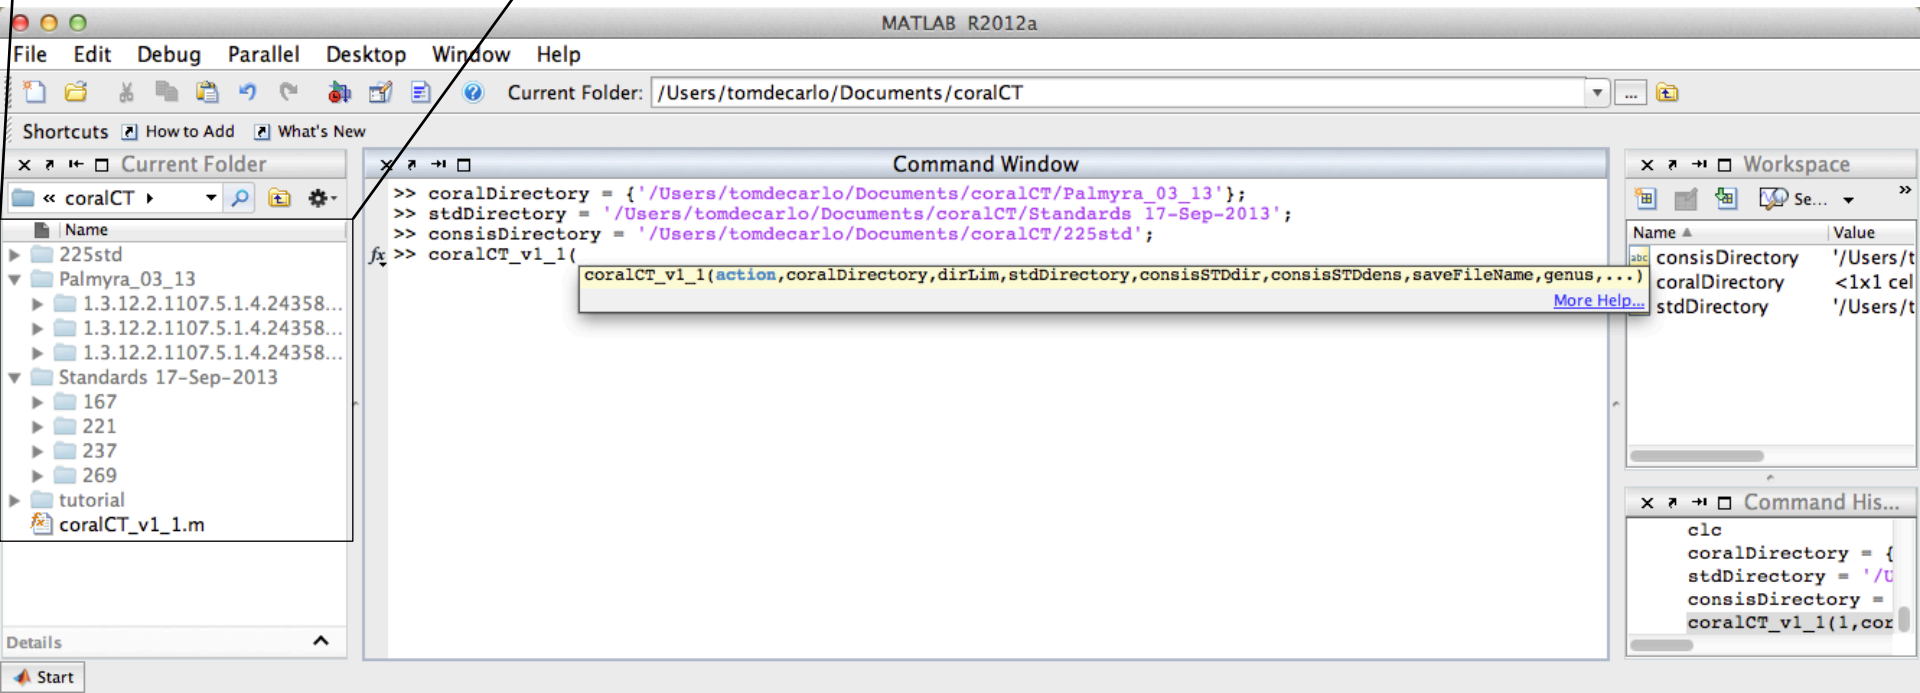 MATLAB R2012a
File Edit Debug Parallel Desktop Window Help
Current Folder: /Users/tomdecarlo/Documents/coralCT
...
Shortcuts How to Add What's New
Current Folder
« coralCT
Name
225std
Palmyra_03_13
1.3.12.2.1107.5.1.4.24358...
1.3.12.2.1107.5.1.4.24358...
1.3.12.2.1107.5.1.4.24358...
Standards 17-Sep-2013
167
221
237
269
tutorial
coralCT_v1_1.m
Details
Start
Command Window
>> coralDirectory = {'/Users/tomdecarlo/Documents/coralCT/Palmyra_03_13'};
>> stdDirectory = '/Users/tomdecarlo/Documents/coralCT/Standards 17-Sep-2013';
>> consisDirectory = '/Users/tomdecarlo/Documents/coralCT/225std';
fx >> coralCT_v1_1(
coralCT_v1_1(action,coralDirectory,dirLim,stdDirectory,consisSTDdir,consisSTDdens,saveFileName,genus,...)
More Help...
Workspace
Se... »
Name Value
abc consisDirectory '/Users/t
coralDirectory <1x1 cel
stdDirectory '/Users/t
Command His...
clc
coralDirectory = {
stdDirectory = '/U
consisDirectory =
coralCT_v1_1(1,cor